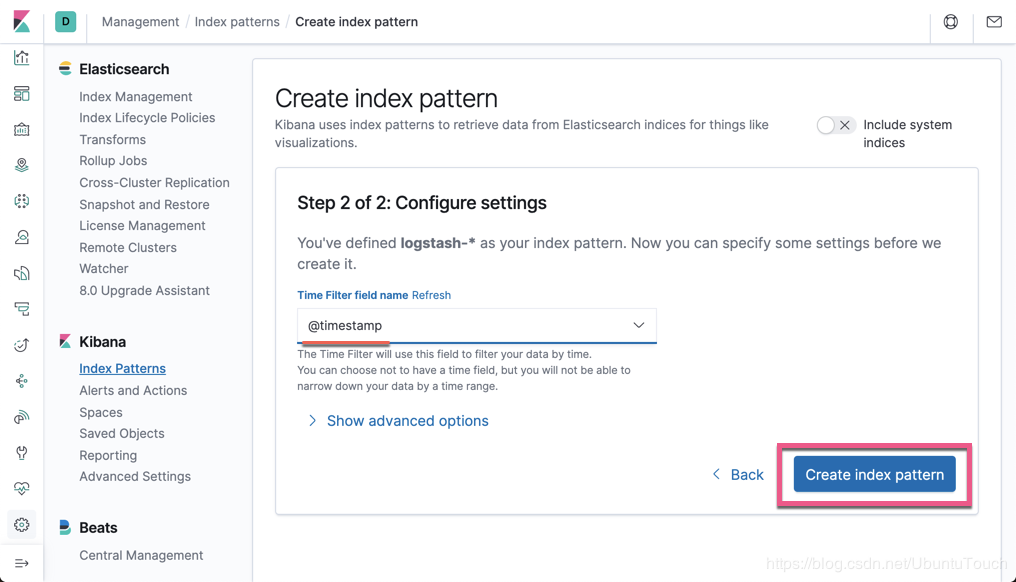 D
Management / Index patterns / Create index pattern
Elasticsearch
Index Management
Index Lifecycle Policies
Transforms
Rollup Jobs
Cross-Cluster Replication
Snapshot and Restore
License Management
Remote Clusters
Watcher
8.0 Upgrade Assistant
Kibana
Index Patterns
Alerts and Actions
Spaces
Saved Objects
Reporting
Advanced Settings
Beats
Central Management
Create index pattern
Kibana uses index patterns to retrieve data from Elasticsearch indices for things like
visualizations.
Include system
indices
Step 2 of 2: Configure settings
You've defined logstash-* as your index pattern. Now you can specify some settings before we
create it.
Time Filter field name Refresh
@timestamp
The Time Filter will use this field to filter your data by time.
You can choose not to have a time field, but you will not be able to
narrow down your data by a time range.
Show advanced options
Back
Create index pattern
https://blog.csdn.net/UbuntuTouch